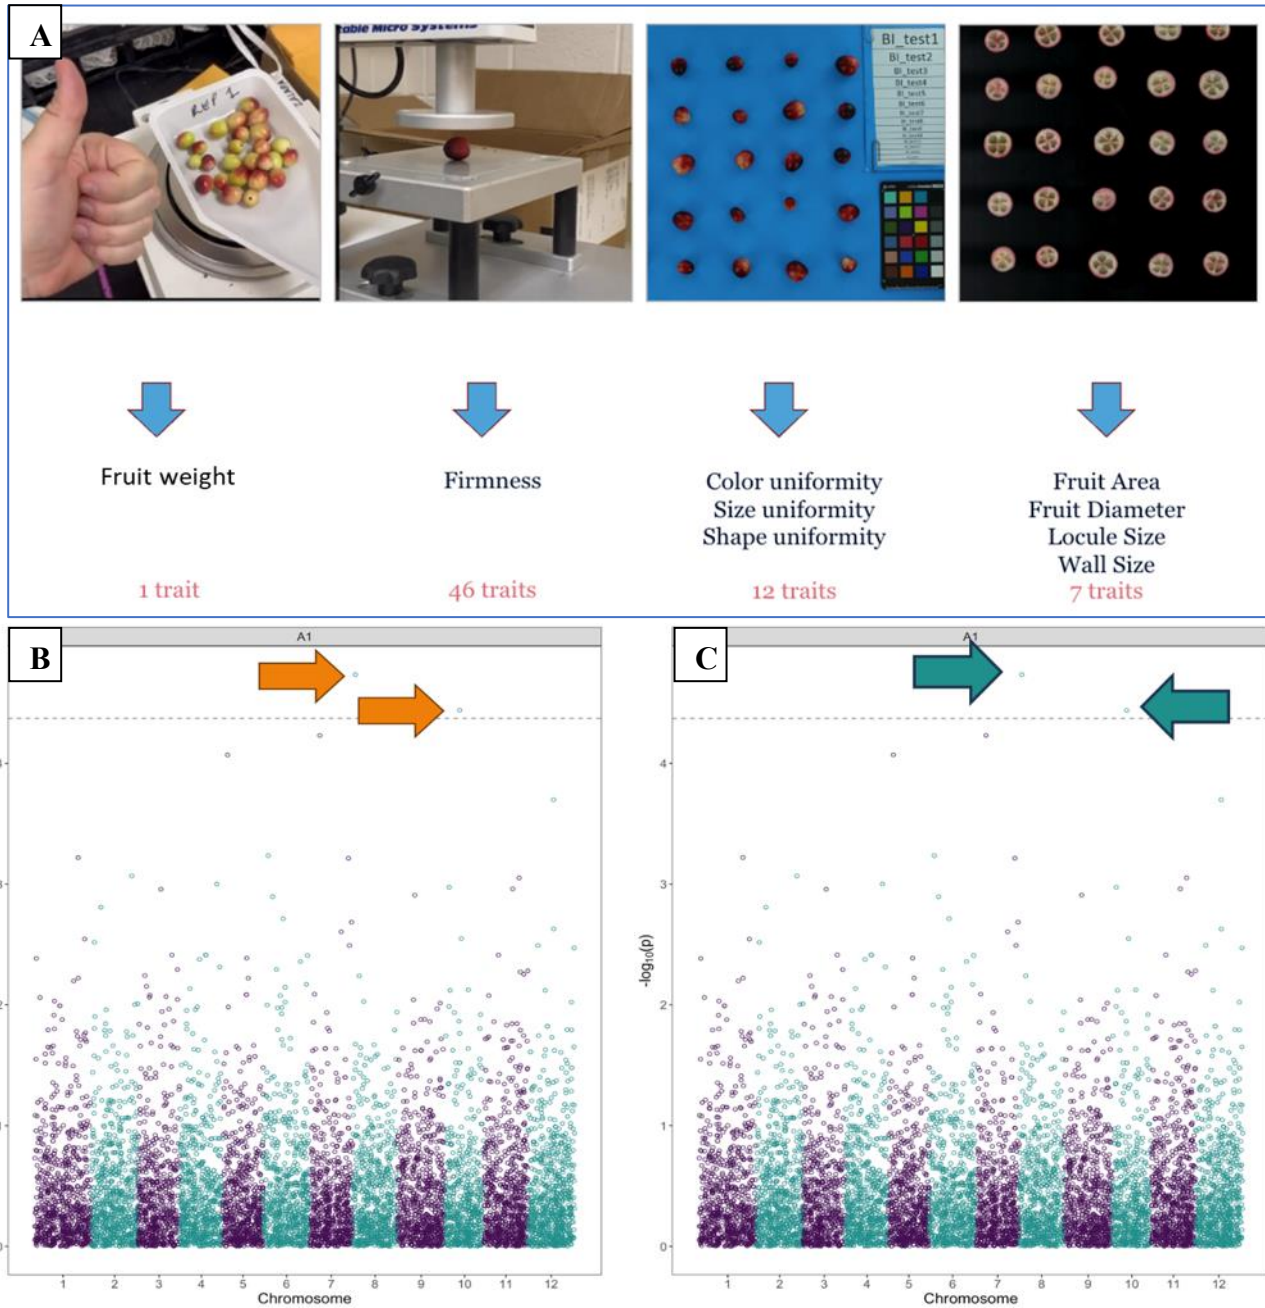 A
REP 1
able Micro Systems
BI_test1
BI_test2
BI_test3
BI_test4
BI_test5
BI_test6
BI_test7
Fruit weight
Firmness
Color uniformity
Size uniformity
Shape uniformity
Fruit Area
Fruit Diameter
Locule Size
Wall Size
1 trait
46 traits
12 traits
7 traits
B
A1
1 2 3 4 5 6 7 8 9 10 11 12
Chromosome
C
A1
-log10(p)
4
3
2
1
0
1 2 3 4 5 6 7 8 9 10 11 12
Chromosome